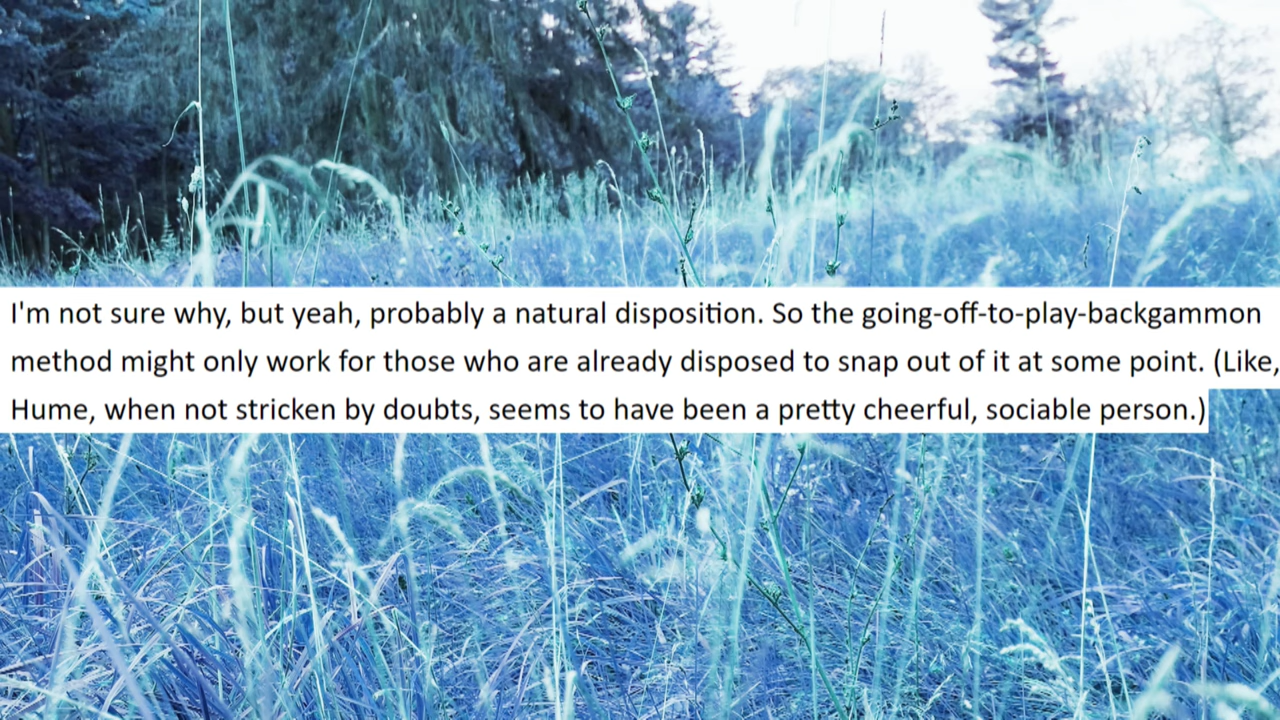 I'm not sure why, but yeah, probably a natural disposition. So the going-off-to-play-backgammon
method might only work for those who are already disposed to snap out of it at some point. (Like,
Hume, when not stricken by doubts, seems to have been a pretty cheerful, sociable person.)